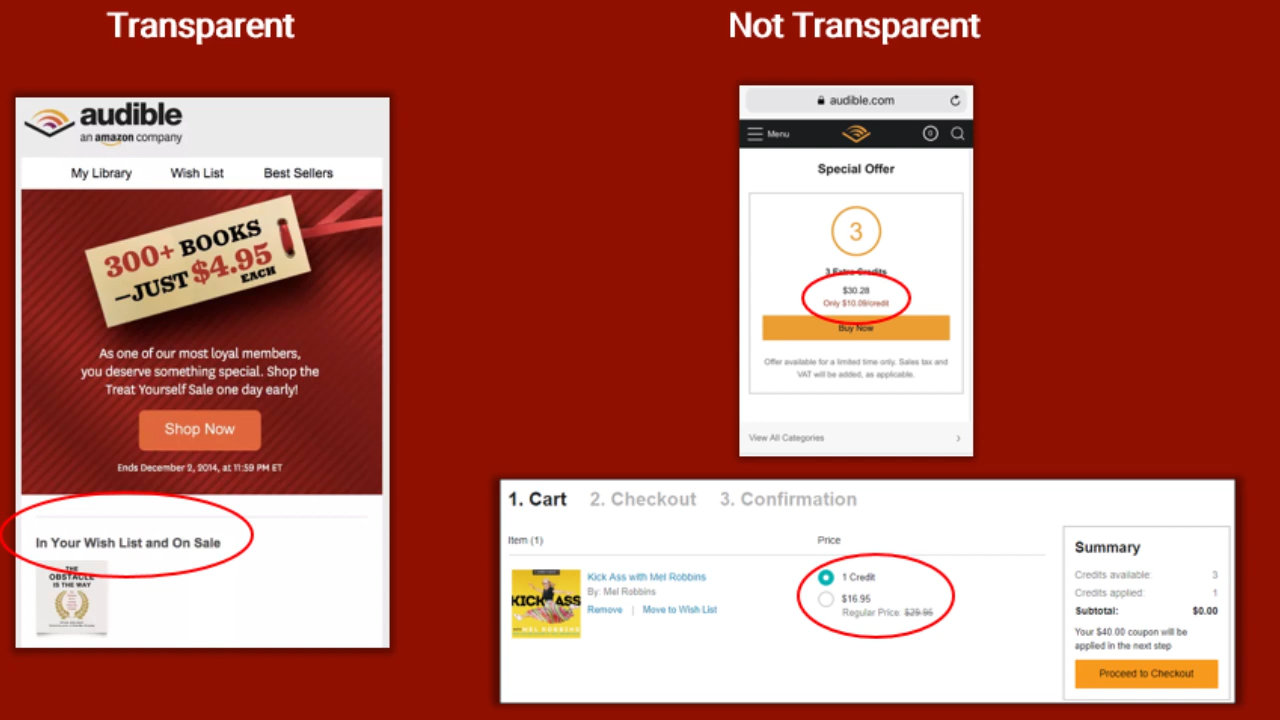 Transparent
Not Transparent
audible
an amazon company
My Library Wish List Best Sellers
300+ BOOKS
—JUST $4.95
EACH
As one of our most loyal members,
you deserve something special. Shop the
Treat Yourself Sale one day early!
Shop Now
Ends December 2, 2014, at 11:59 PM ET
In Your Wish List and On Sale
THE
OBSTACLE
IS THE WAY
audible.com
Menu
0
Special Offer
3
3 Extra Credits
$30.28
Only $10.09/credit
Buy Now
Offer available for a limited time only. Sales tax and
VAT will be added, as applicable.
View All Categories
1. Cart 2. Checkout 3. Confirmation
Item (1) Price
KICK ASS
MEL ROBBINS
Kick Ass with Mel Robbins
By: Mel Robbins
Remove | Move to Wish List
1 Credit
$16.95
Regular Price: $29.95
Summary
Credits available: 3
Credits applied: 1
Subtotal: $0.00
Your $40.00 coupon will be
applied in the next step
Proceed to Checkout